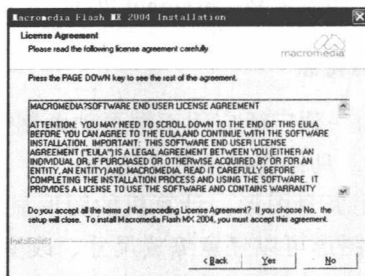 Macromedia Flash MX 2004 Installation
License Agreement
Please read the following license agreement carefully.
macromedia
Press the PAGE DOWN key to see the rest of the agreement.
MACROMEDIA?SOFTWARE END USER LICENSE AGREEMENT
ATTENTION: YOU MAY NEED TO SCROLL DOWN TO THE END OF THIS EULA
BEFORE YOU CAN AGREE TO THE EULA AND CONTINUE WITH THE SOFTWARE
INSTALLATION. IMPORTANT: THIS SOFTWARE END USER LICENSE
AGREEMENT ("EULA") IS A LEGAL AGREEMENT BETWEEN YOU (EITHER AN
INDIVIDUAL OR, IF PURCHASED OR OTHERWISE ACQUIRED BY OR FOR AN
ENTITY, AN ENTITY) AND MACROMEDIA. READ IT CAREFULLY BEFORE
COMPLETING THE INSTALLATION PROCESS AND USING THE SOFTWARE. IT
PROVIDES A LICENSE TO USE THE SOFTWARE AND CONTAINS WARRANTY
Do you accept all the terms of the preceding License Agreement? If you choose No, the
setup will close. To install Macromedia Flash MX 2004, you must accept this agreement.
InstallShield
< Back Yes No